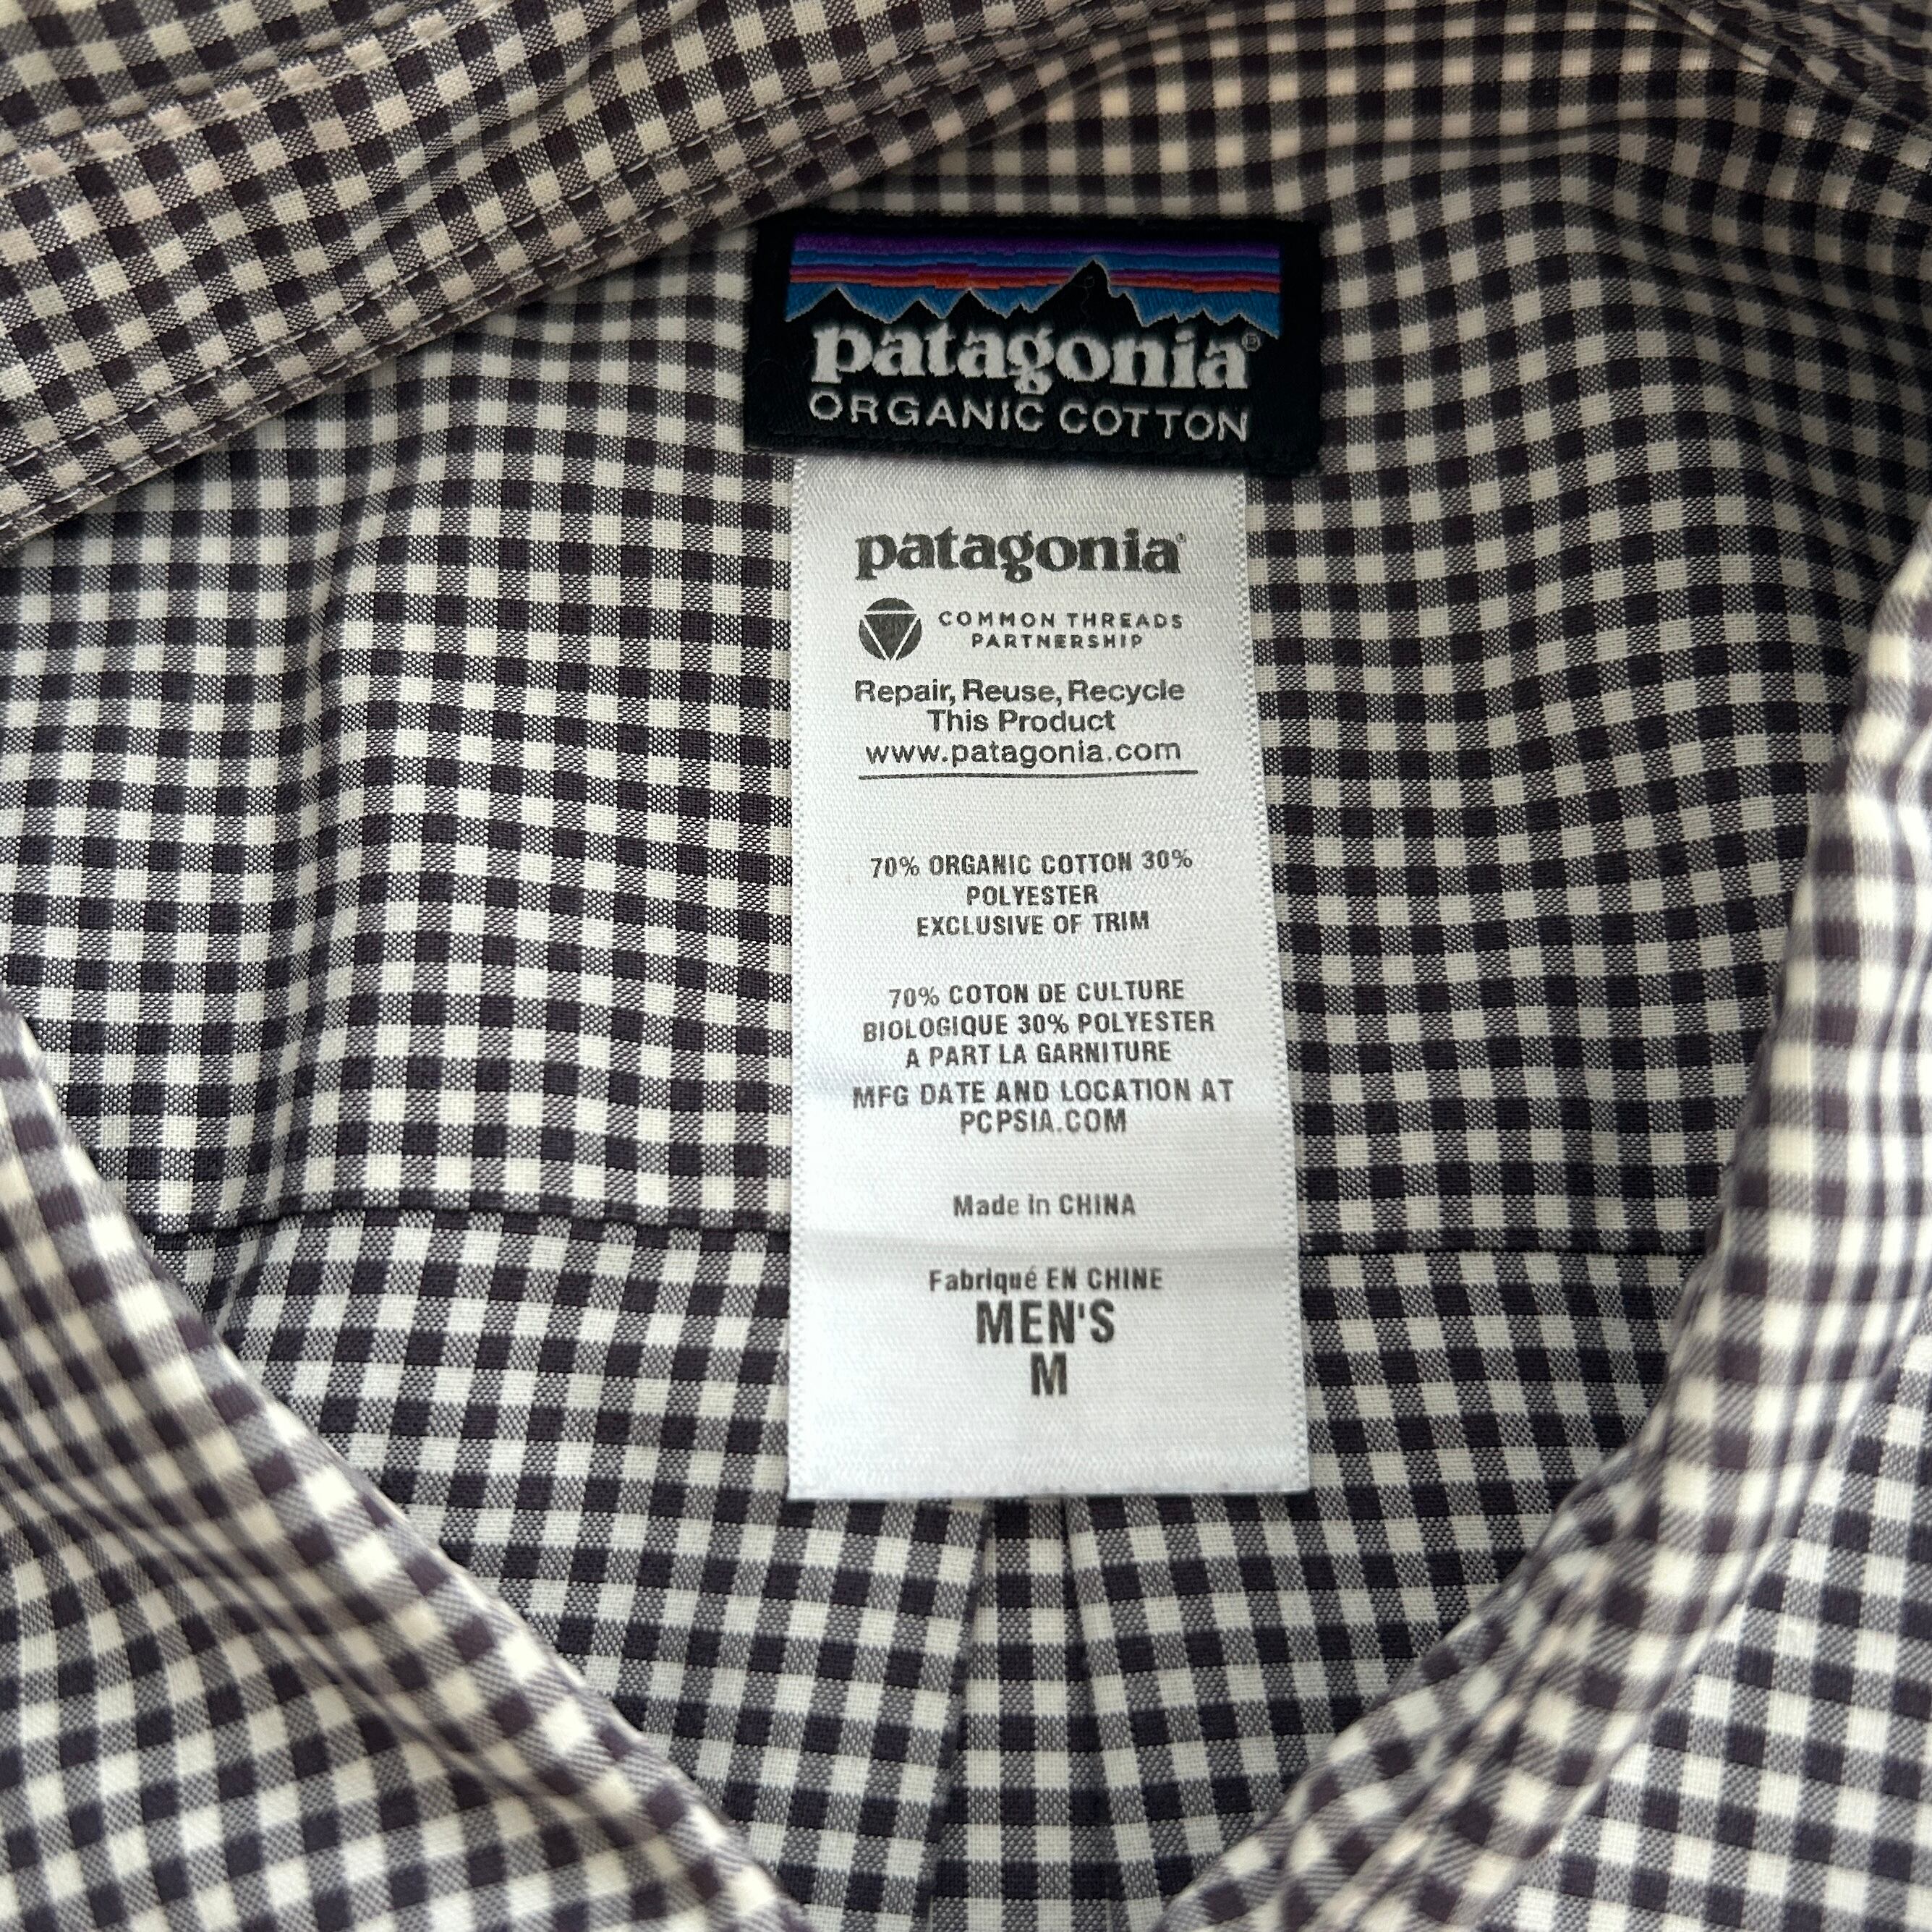 patagonia®
ORGANIC COTTON
patagonia®
COMMON THREADS
PARTNERSHIP
Repair, Reuse, Recycle
This Product
www.patagonia.com
70% ORGANIC COTTON 30%
POLYESTER
EXCLUSIVE OF TRIM
70% COTON DE CULTURE
BIOLOGIQUE 30% POLYESTER
A PART LA GARNITURE
MFG DATE AND LOCATION AT
PCPSIA.COM
Made in CHINA
Fabriqué EN CHINE
MEN'S
M